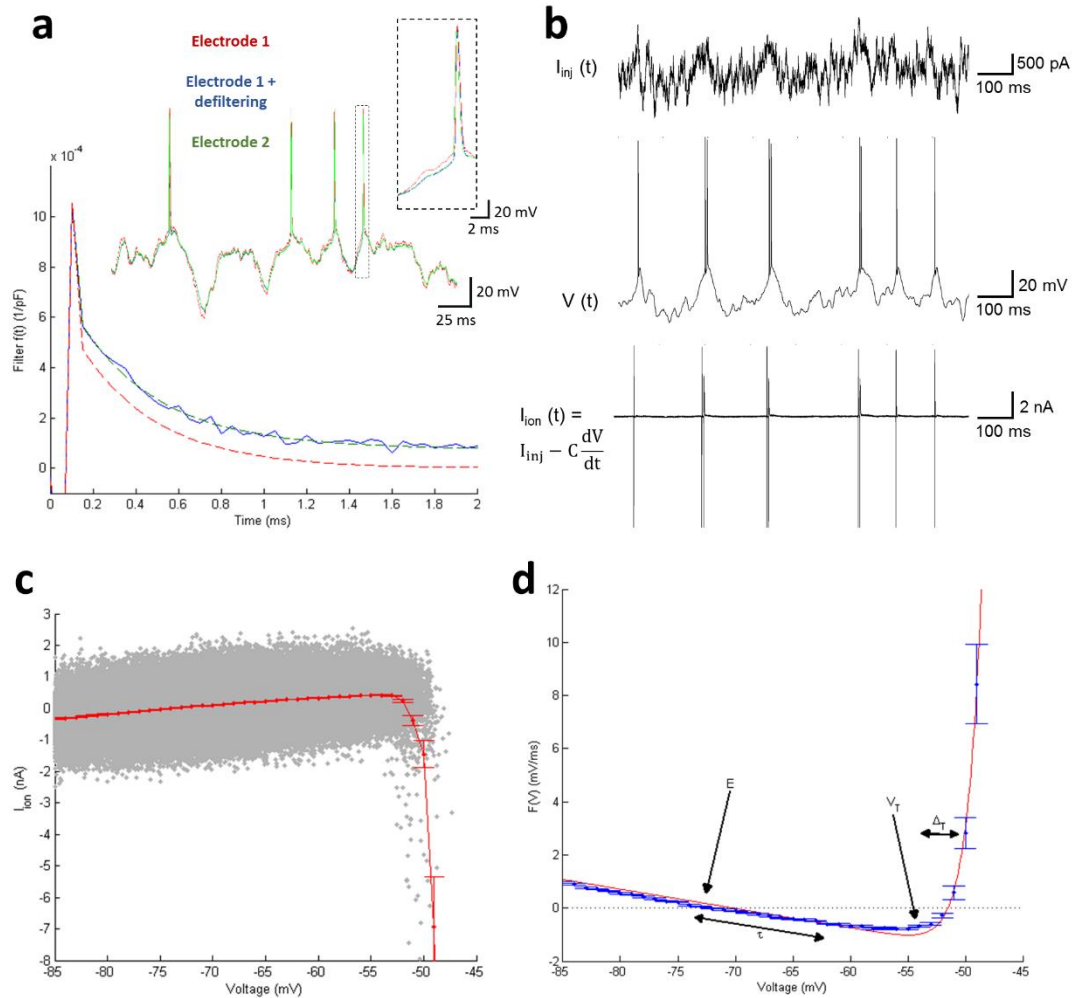 a
Electrode 1
Electrode 1 +
defiltering
Electrode 2
20 mV
2 ms
20 mV
25 ms
x 10⁻⁴
10
8
6
4
2
0
Filter f(t) (1/pF)
0 0.2 0.4 0.6 0.8 1 1.2 1.4 1.6 1.8 2
Time (ms)
b
I_inj (t)
500 pA
100 ms
V (t)
20 mV
100 ms
I_ion (t) =
I_inj − C dV/dt
2 nA
100 ms
c
3
2
1
0
-1
-2
-3
-4
-5
-6
-7
-8
I_ion (nA)
-85 -80 -75 -70 -65 -60 -55 -50 -45
Voltage (mV)
d
12
10
8
6
4
2
0
-2
F(V) (mV/ms)
E
V_T
Δ_T
τ
-85 -80 -75 -70 -65 -60 -55 -50 -45
Voltage (mV)